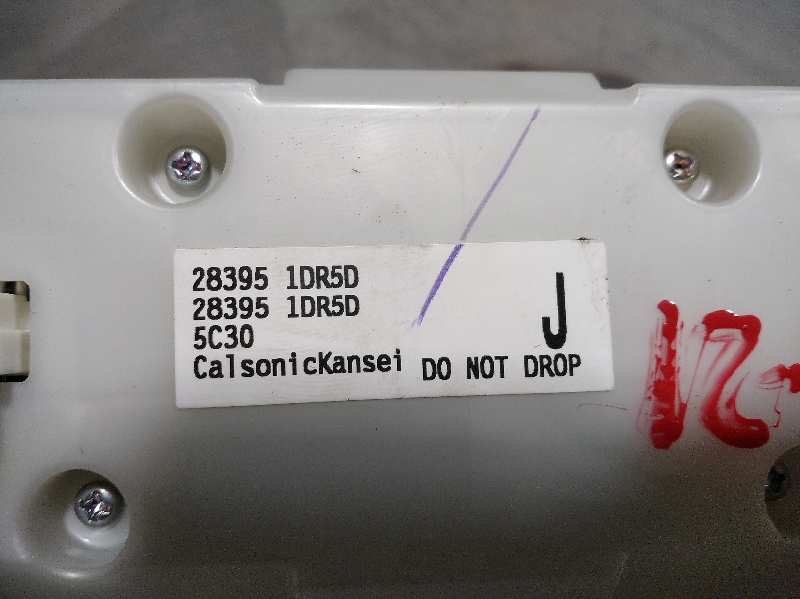 28395 1DR5D
28395 1DR5D
5C30
CalsonicKansei DO NOT DROP
J